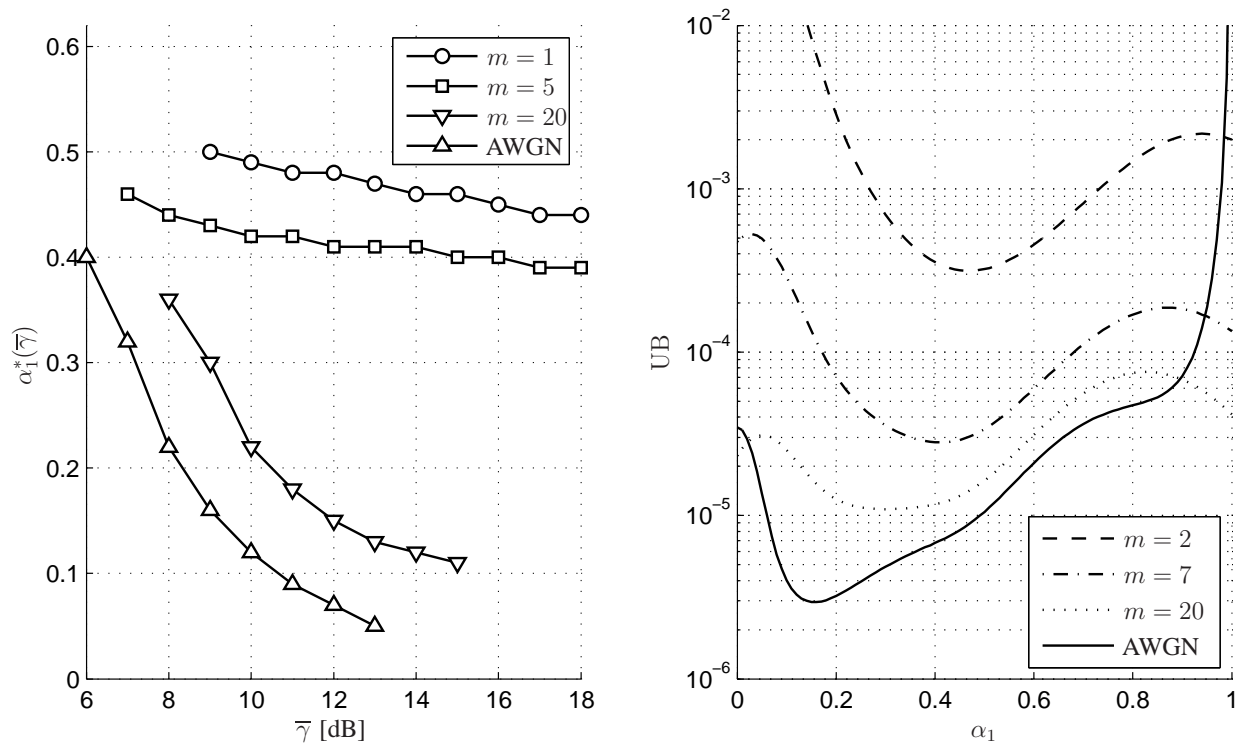 0.6
0.5
0.4
0.3
0.2
0.1
0
6
8
10
12
14
16
18
α₁*(γ̅)
γ̅ [dB]
m = 1
m = 5
m = 20
AWGN
10⁻²
10⁻³
10⁻⁴
10⁻⁵
10⁻⁶
0
0.2
0.4
0.6
0.8
1
UB
α₁
m = 2
m = 7
m = 20
AWGN